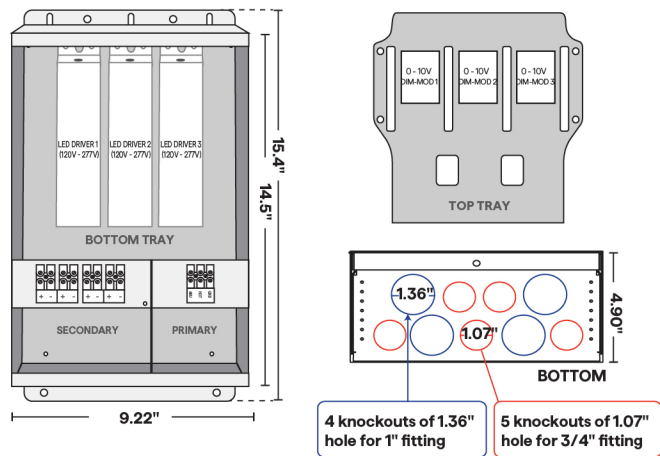 LED DRIVER 1
(120V - 277V)
LED DRIVER 2
(120V - 277V)
LED DRIVER 3
(120V - 277V)
BOTTOM TRAY
+ - + - + - + -
SECONDARY
PRIMARY
15.4"
14.5"
9.22"
0 - 10V
DIM-MOD 1
0 - 10V
DIM-MOD 2
0 - 10V
DIM-MOD 3
TOP TRAY
1.36"
1.07"
4.90"
BOTTOM
4 knockouts of 1.36"
hole for 1" fitting
5 knockouts of 1.07"
hole for 3/4" fitting